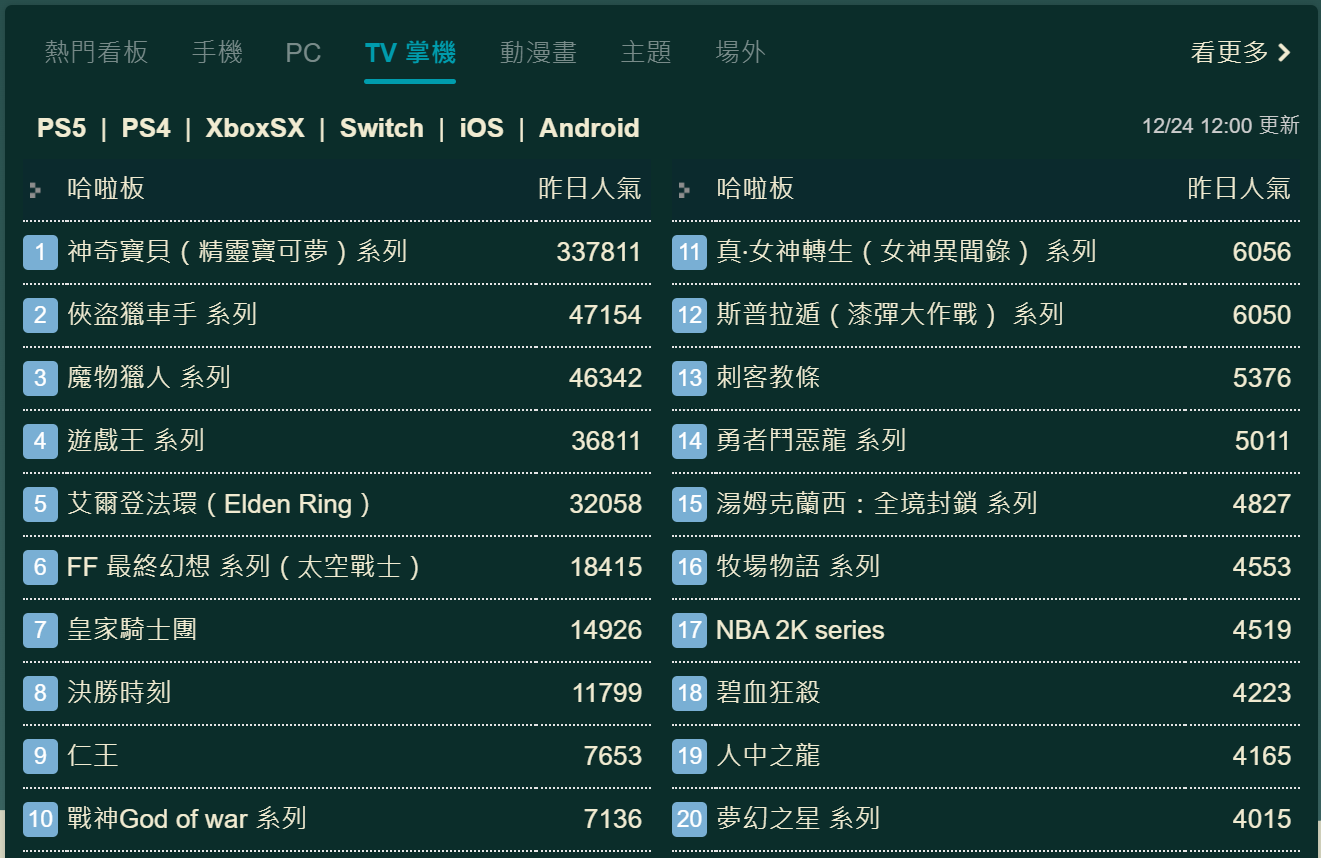 熱門看板 手機 PC TV 掌機 動漫畫 主題 場外 看更多
PS5 | PS4 | XboxSX | Switch | iOS | Android 12/24 12:00 更新
哈啦板 昨日人氣 哈啦板 昨日人氣
1 神奇寶貝 ( 精靈寶可夢 ) 系列 337811 11 真‧女神轉生 ( 女神異聞錄 ) 系列 6056
2 俠盜獵車手 系列 47154 12 斯普拉遁 ( 漆彈大作戰 ) 系列 6050
3 魔物獵人 系列 46342 13 刺客教條 5376
4 遊戲王 系列 36811 14 勇者鬥惡龍 系列 5011
5 艾爾登法環 ( Elden Ring ) 32058 15 湯姆克蘭西：全境封鎖 系列 4827
6 FF 最終幻想 系列 ( 太空戰士 ) 18415 16 牧場物語 系列 4553
7 皇家騎士團 14926 17 NBA 2K series 4519
8 決勝時刻 11799 18 碧血狂殺 4223
9 仁王 7653 19 人中之龍 4165
10 戰神God of war 系列 7136 20 夢幻之星 系列 4015